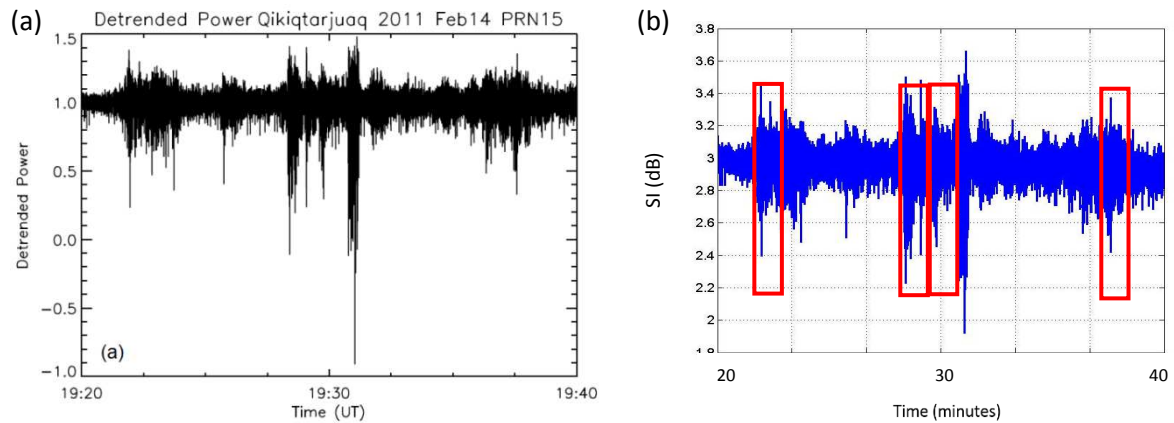 (a)
Detrended Power Qikiqtarjuaq 2011 Feb14 PRN15
1.5
1.0
0.5
0.0
-0.5
-1.0
Detrended Power
(a)
19:20
19:30
19:40
Time (UT)
(b)
3.8
3.6
3.4
3.2
3
2.8
2.6
2.4
2.2
2
1.8
SI (dB)
20
30
40
Time (minutes)